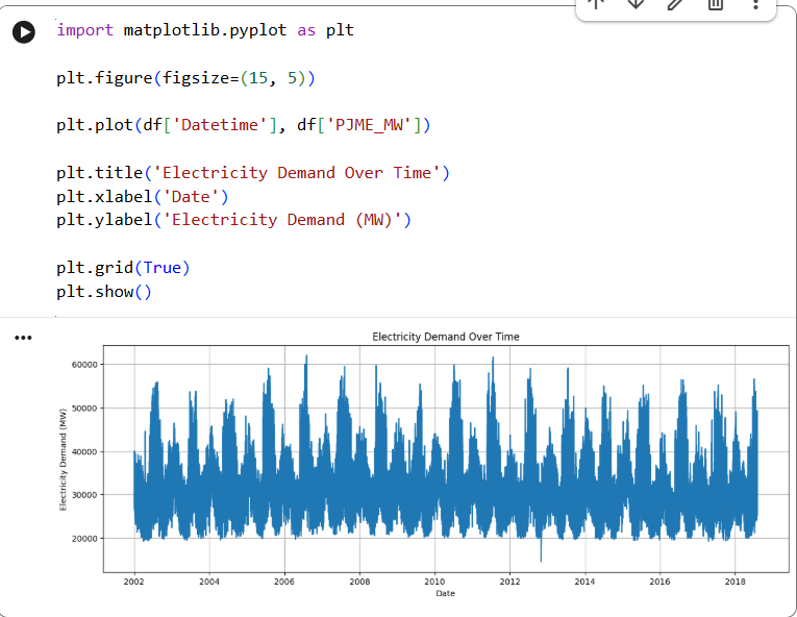 import matplotlib.pyplot as plt
plt.figure(figsize=(15, 5))
plt.plot(df['Datetime'], df['PJME_MW'])
plt.title('Electricity Demand Over Time')
plt.xlabel('Date')
plt.ylabel('Electricity Demand (MW)')
plt.grid(True)
plt.show()
Electricity Demand Over Time
Electricity Demand (MW)
60000
50000
40000
30000
20000
2002 2004 2006 2008 2010 2012 2014 2016 2018
Date